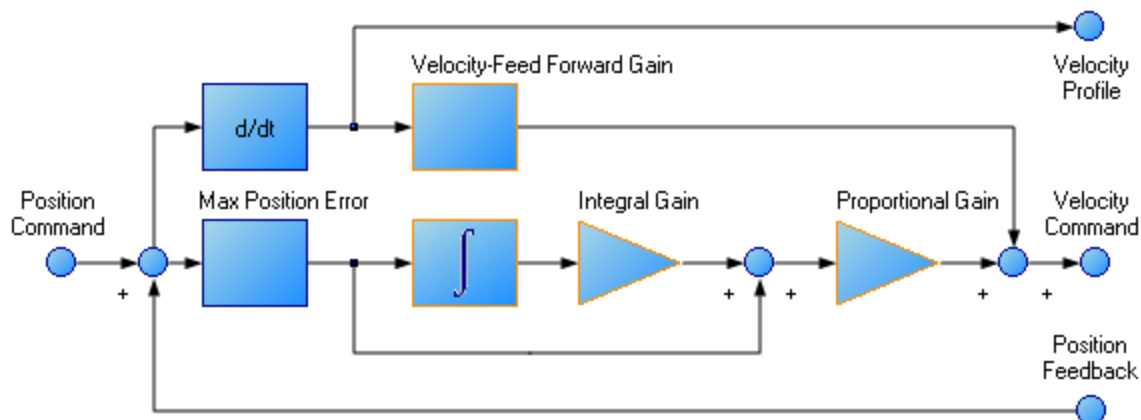 Velocity-Feed Forward Gain
Velocity
Profile
d/dt
Position
Command
Max Position Error
∫
Integral Gain
Proportional Gain
Velocity
Command
+
+
+
+
+
Position
Feedback